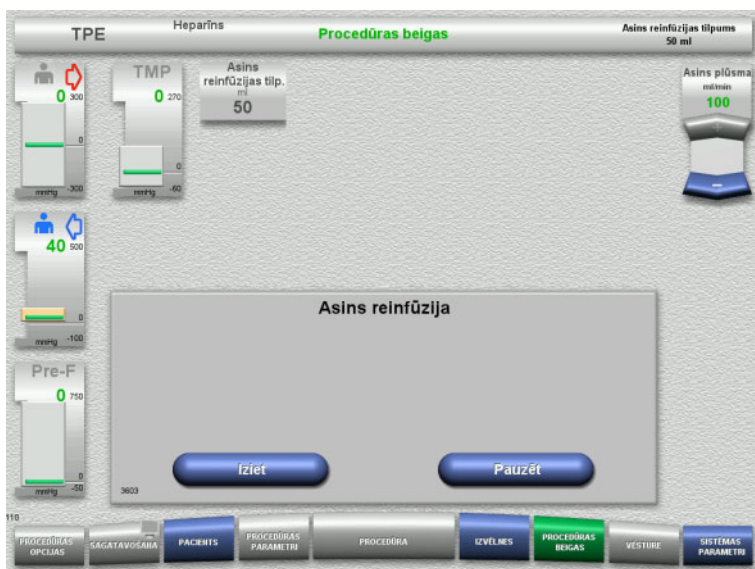 TPE
Heparīns
Procedūras beigas
Asins reinfūzijas tilpums
50 ml
0
300
0
-300
mmHg
TMP
0
270
0
-60
mmHg
Asins
reinfūzijas tilp.
ml
50
Asins plūsma
ml/min
100
+
−
40
500
0
-100
mmHg
Pre-F
0
750
0
-50
mmHg
Asins reinfūzija
Iziet
Pauzēt
3603
110
PROCEDŪRAS
OPCIJAS
SAGATAVOŠANA
PACIENTS
PROCEDŪRAS
PARAMETRI
PROCEDŪRA
IZVĒLNES
PROCEDŪRAS
BEIGAS
VĒSTURE
SISTĒMAS
PARAMETRI